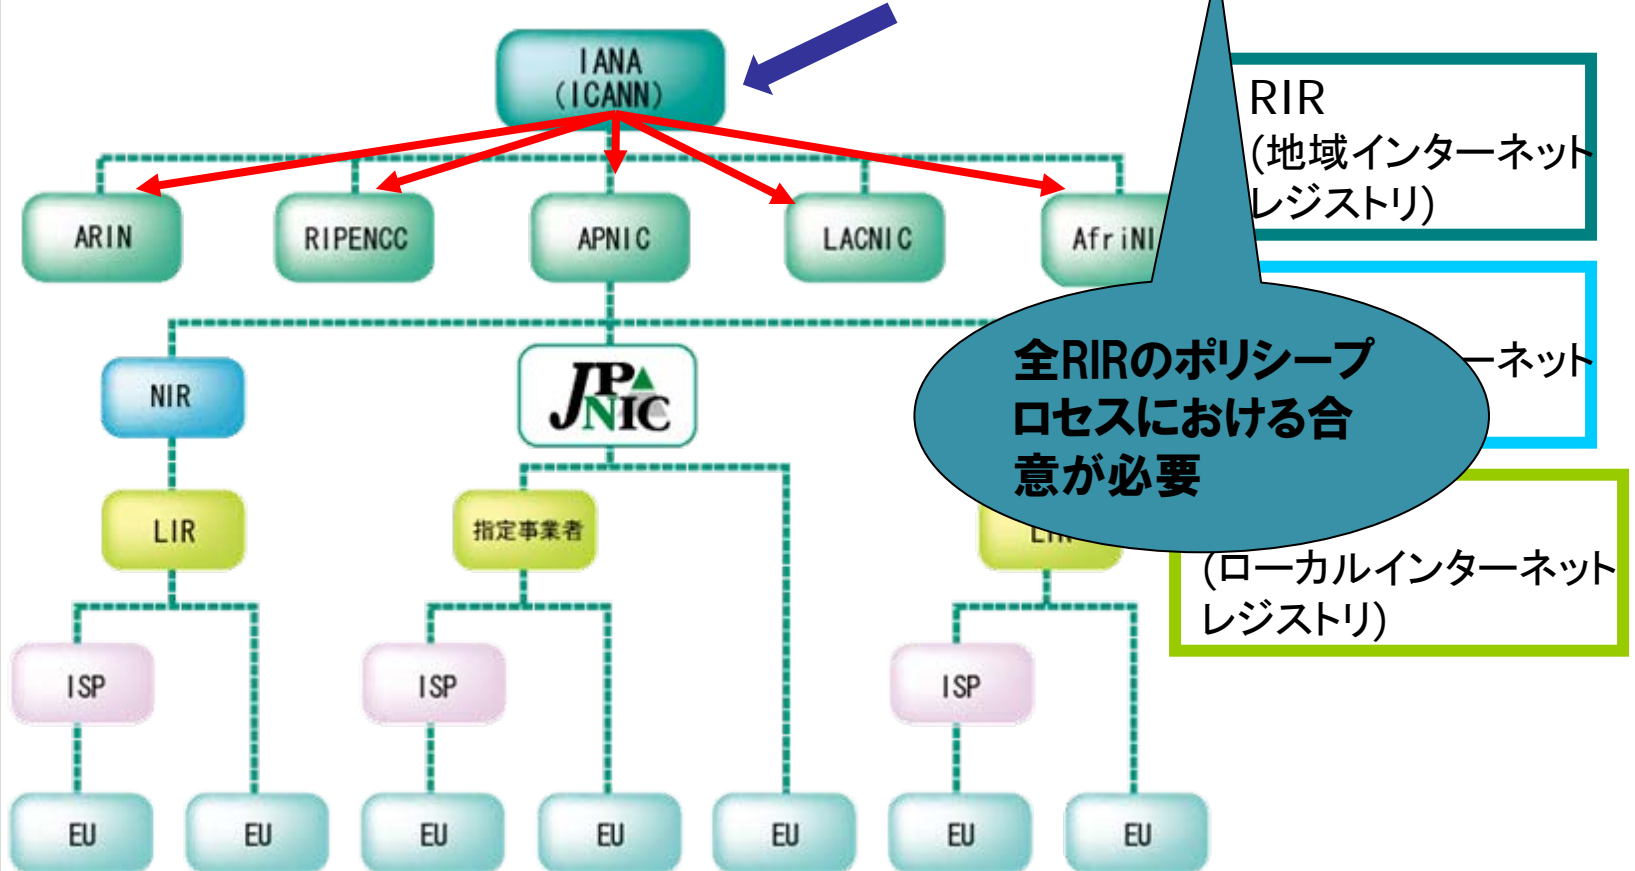 IANA
(ICANN)
RIR
(地域インターネット
レジストリ)
ARIN
RIPENCC
APNIC
LACNIC
AfriNI
全RIRのポリシープ
ロセスにおける合
意が必要
ーネット
NIR
JPNIC
LIR
指定事業者
(ローカルインターネット
レジストリ)
ISP
ISP
ISP
EU
EU
EU
EU
EU
EU
EU